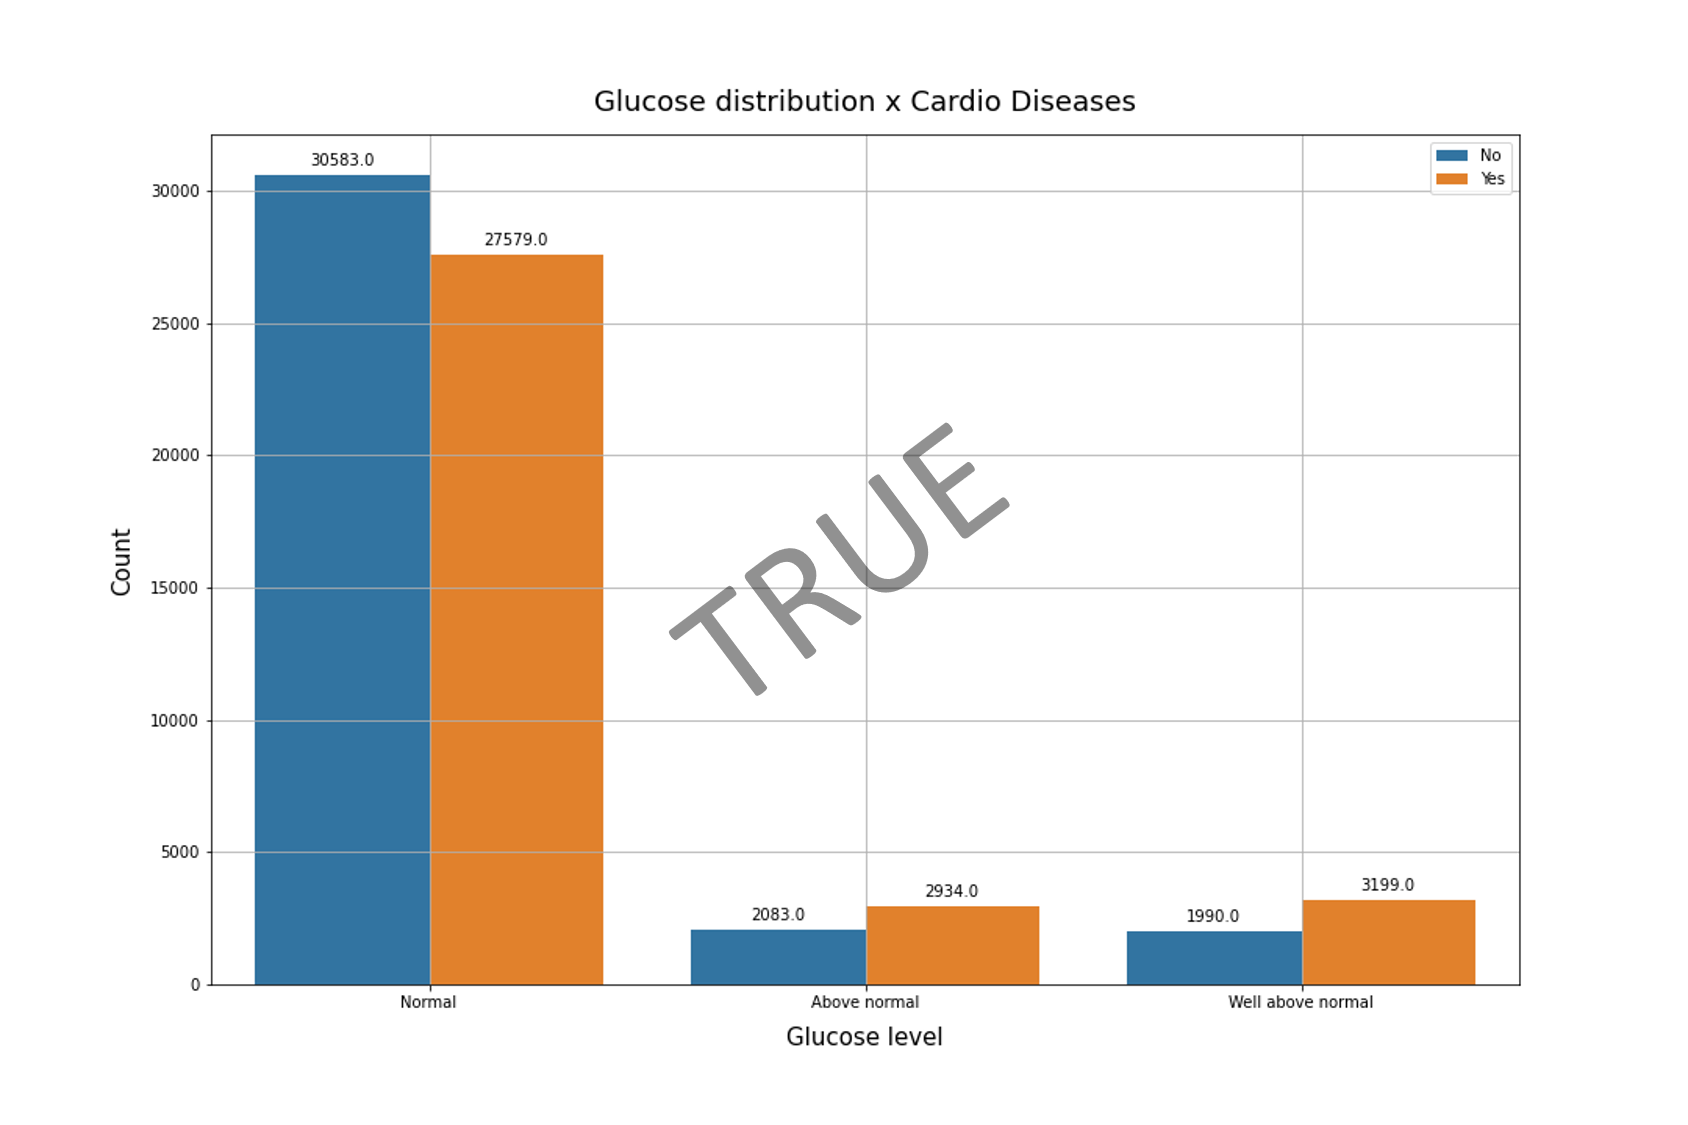 Glucose distribution x Cardio Diseases
No
Yes
30583.0
27579.0
2083.0
2934.0
1990.0
3199.0
30000
25000
20000
15000
10000
5000
0
Count
TRUE
Normal
Above normal
Well above normal
Glucose level